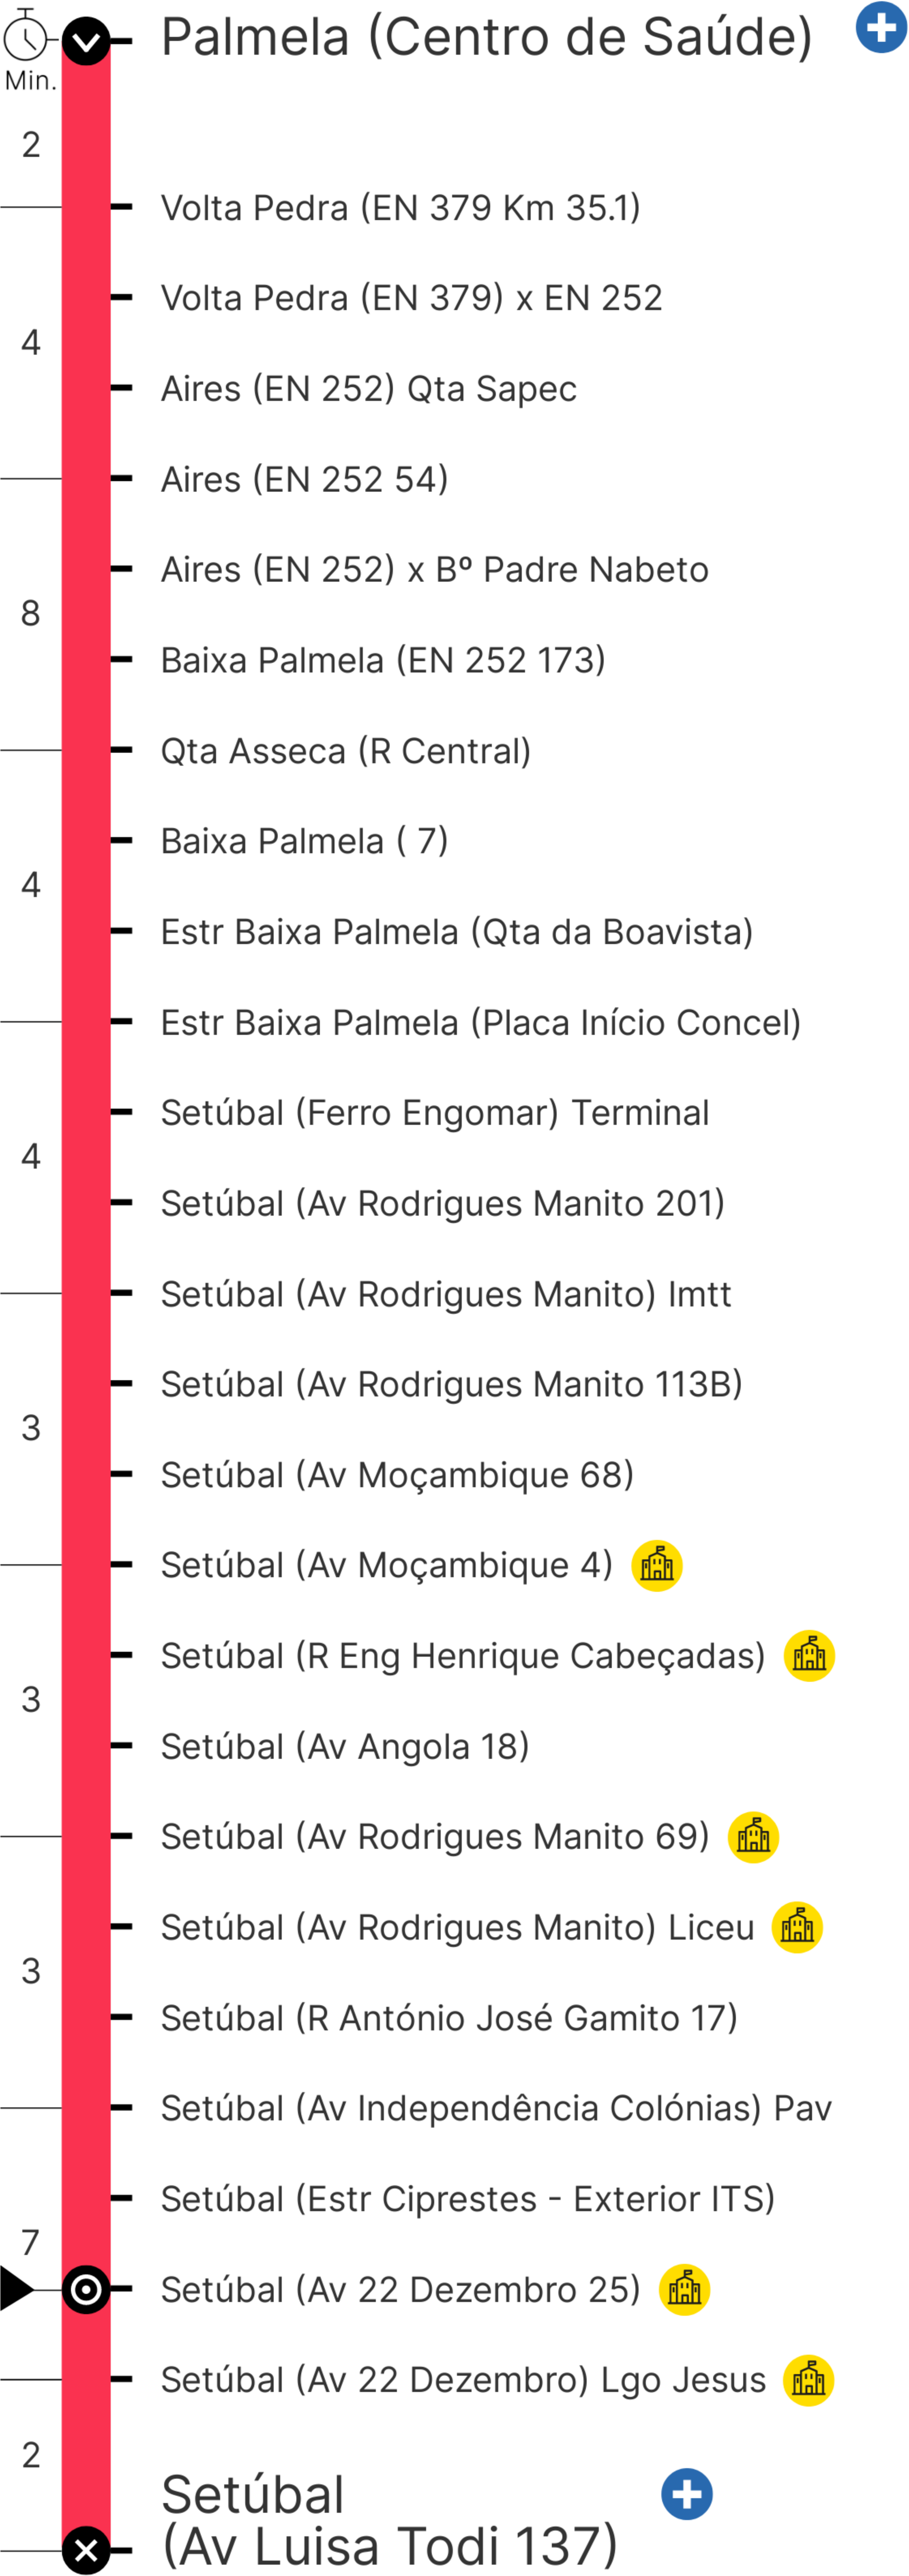 Palmela (Centro de Saúde)
Min.
2
Volta Pedra (EN 379 Km 35.1)
Volta Pedra (EN 379) x EN 252
4
Aires (EN 252) Qta Sapec
Aires (EN 252 54)
Aires (EN 252) x Bº Padre Nabeto
8
Baixa Palmela (EN 252 173)
Qta Asseca (R Central)
Baixa Palmela ( 7)
4
Estr Baixa Palmela (Qta da Boavista)
Estr Baixa Palmela (Placa Início Concel)
Setúbal (Ferro Engomar) Terminal
4
Setúbal (Av Rodrigues Manito 201)
Setúbal (Av Rodrigues Manito) Imtt
Setúbal (Av Rodrigues Manito 113B)
3
Setúbal (Av Moçambique 68)
Setúbal (Av Moçambique 4)
Setúbal (R Eng Henrique Cabeçadas)
3
Setúbal (Av Angola 18)
Setúbal (Av Rodrigues Manito 69)
Setúbal (Av Rodrigues Manito) Liceu
3
Setúbal (R António José Gamito 17)
Setúbal (Av Independência Colónias) Pav
Setúbal (Estr Ciprestes - Exterior ITS)
7
Setúbal (Av 22 Dezembro 25)
Setúbal (Av 22 Dezembro) Lgo Jesus
2
Setúbal
(Av Luisa Todi 137)